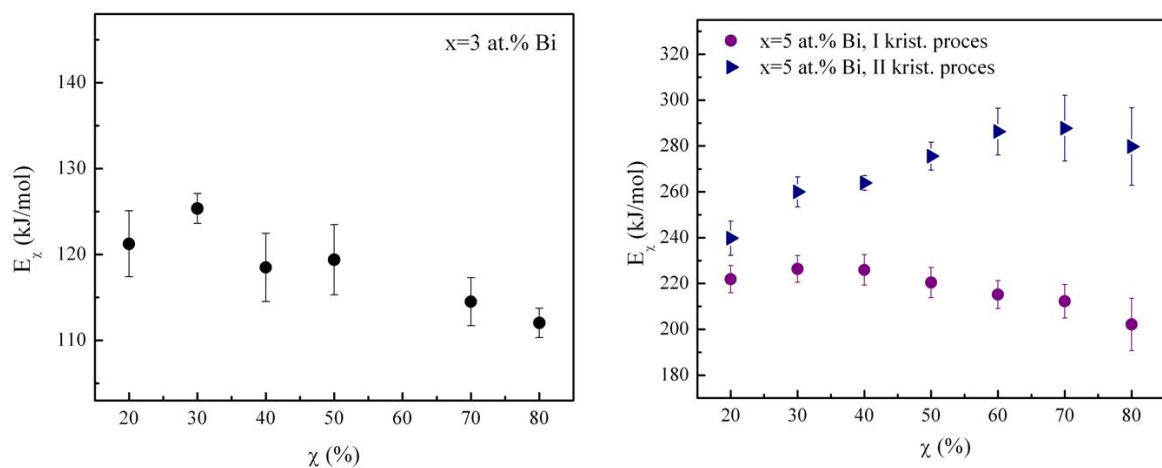 x=3 at.% Bi
140
130
120
110
E_χ (kJ/mol)
20 30 40 50 60 70 80
χ (%)
x=5 at.% Bi, I krist. proces
x=5 at.% Bi, II krist. proces
320
300
280
260
240
220
200
180
E_χ (kJ/mol)
20 30 40 50 60 70 80
χ (%)